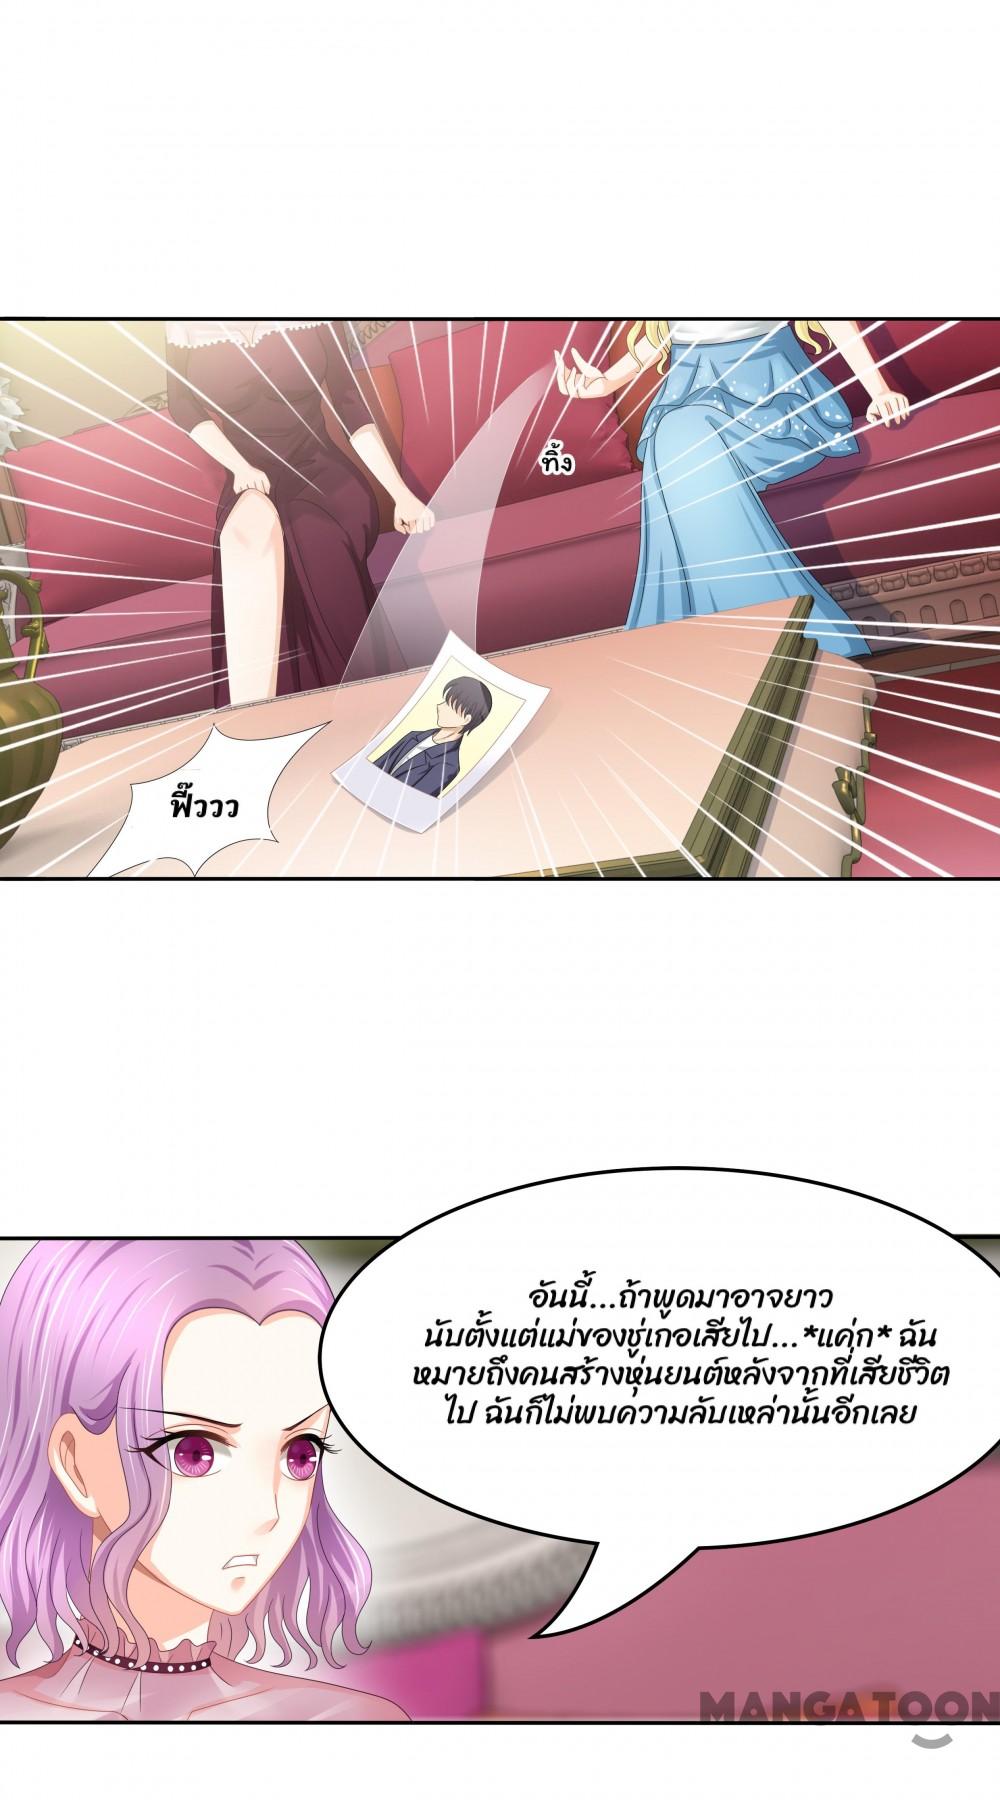 ทิ้ง
ฟิ้วววว
อันนี้...ถ้าพูดมาอาจยาว
นับตั้งแต่แม่ของชู่เกอเสียไป...*แค่ก* ฉัน
หมายถึงคนสร้างหุ่นยนต์หลังจากที่เสียชีวิต
ไป ฉันก็ไม่พบความลับเหล่านั้นอีกเลย
MANGATOON